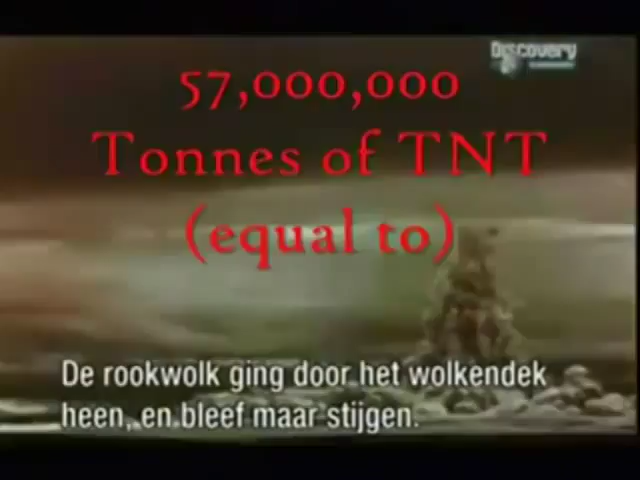 Discovery
57,000,000
Tonnes of TNT
(equal to)
De rookwolk ging door het wolkendek
heen, en bleef maar stijgen.